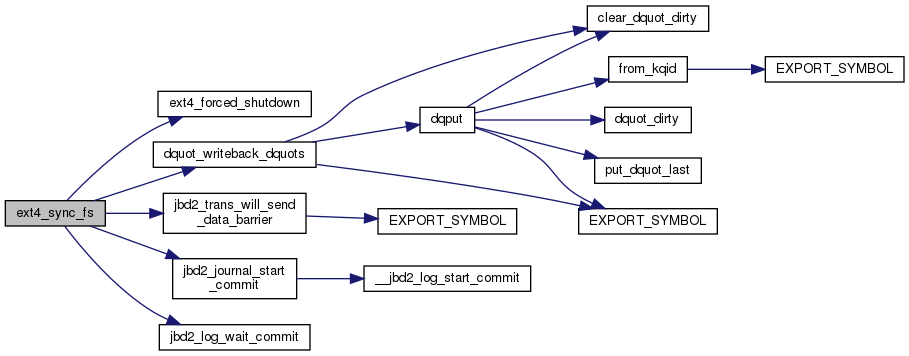 clear_dquot_dirty
from_kqid
EXPORT_SYMBOL
ext4_forced_shutdown
dqput
dquot_dirty
dquot_writeback_dquots
put_dquot_last
ext4_sync_fs
jbd2_trans_will_send
_data_barrier
EXPORT_SYMBOL
EXPORT_SYMBOL
jbd2_journal_start
_commit
__jbd2_log_start_commit
jbd2_log_wait_commit